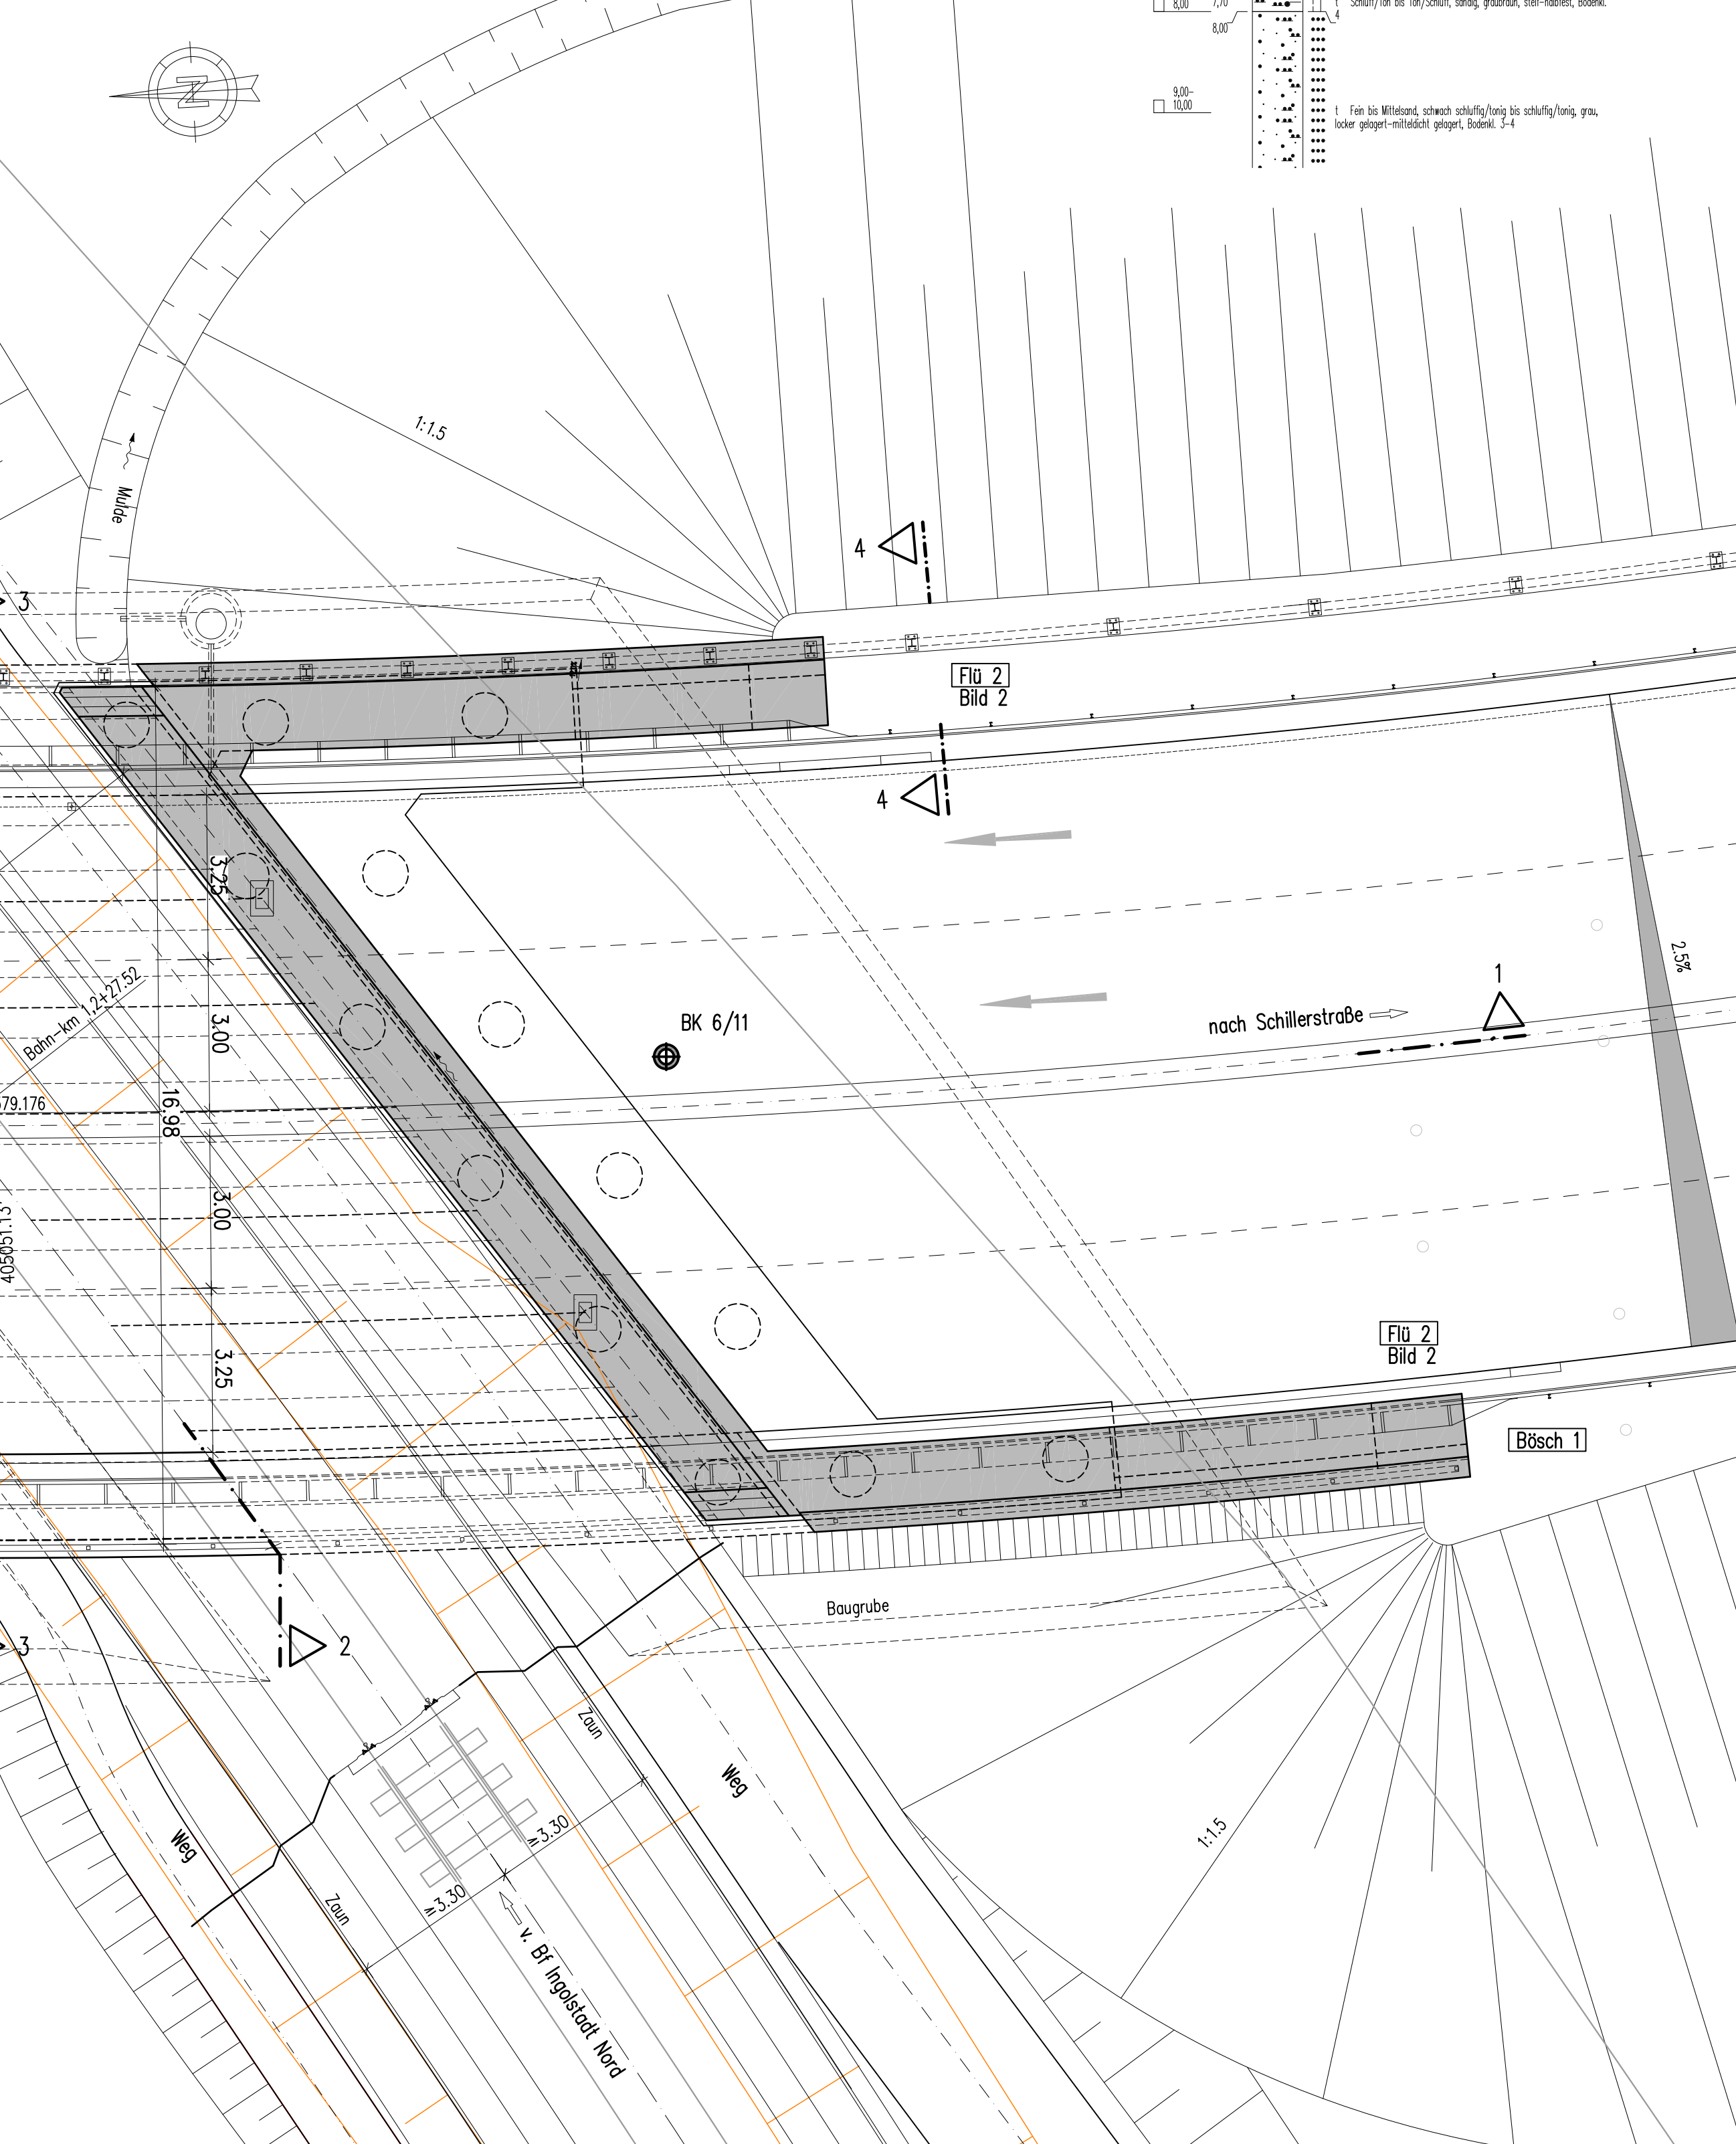 8,00
7,70
t Schluff/Ton bis Ton/Schluff, sandig, graubraun, steif-halbfest, Bodenkl.
4
8,00
9,00-
10,00
t Fein bis Mittelsand, schwach schluffig/tonig bis schluffig/tonig, grau,
locker gelagert-mitteldicht gelagert, Bodenkl. 3-4
N
1:1.5
Mulde
4
3
Flü 2
Bild 2
4
3.25
2.5%
Bahn-km 1,2+27.52
3.00
BK 6/11
nach Schillerstraße
1
79.176
16.98
3.00
405051.13
3.25
Flü 2
Bild 2
Bösch 1
Baugrube
3
2
Zaun
Weg
Weg
≥3.30
≥3.30
Zaun
1:1.5
v. Bf Ingolstadt Nord